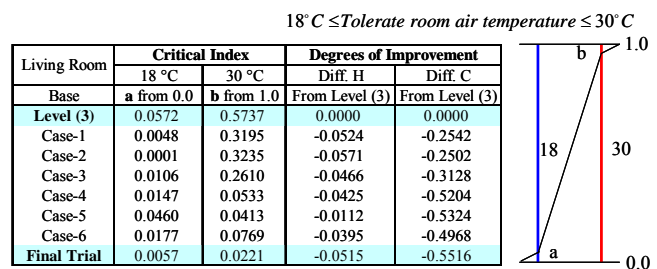 18°C ≤Tolerate room air temperature ≤ 30°C
Living Room Critical Index Degrees of Improvement
18 °C 30 °C Diff. H Diff. C
Base a from 0.0 b from 1.0 From Level (3) From Level (3)
Level (3) 0.0572 0.5737 0.0000 0.0000
Case-1 0.0048 0.3195 -0.0524 -0.2542
Case-2 0.0001 0.3235 -0.0571 -0.2502
Case-3 0.0106 0.2610 -0.0466 -0.3128
Case-4 0.0147 0.0533 -0.0425 -0.5204
Case-5 0.0460 0.0413 -0.0112 -0.5324
Case-6 0.0177 0.0769 -0.0395 -0.4968
Final Trial 0.0057 0.0221 -0.0515 -0.5516
b 1.0
18 30
a 0.0